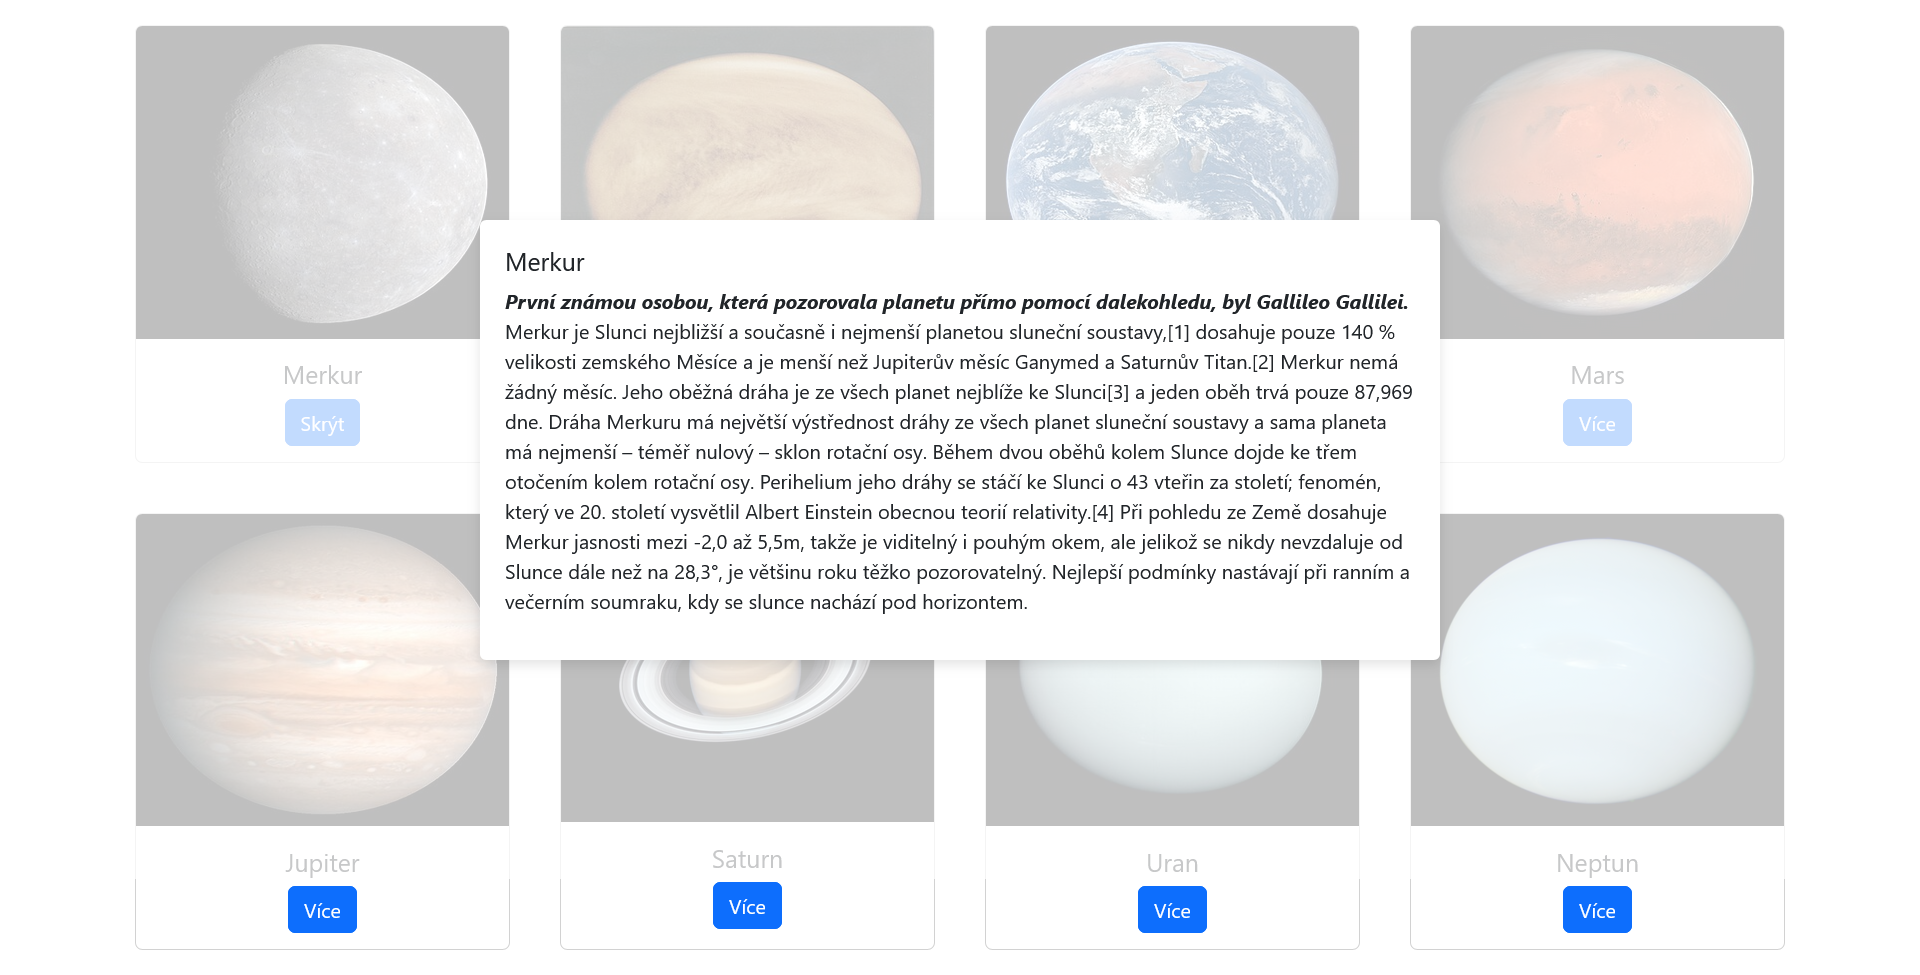 Merkur
První známou osobou, která pozorovala planetu přímo pomocí dalekohledu, byl Gallileo Gallilei.
Merkur je Slunci nejbližší a současně i nejmenší planetou sluneční soustavy,[1] dosahuje pouze 140 %
velikosti zemského Měsíce a je menší než Jupiterův měsíc Ganymed a Saturnův Titan.[2] Merkur nemá
žádný měsíc. Jeho oběžná dráha je ze všech planet nejblíže ke Slunci[3] a jeden oběh trvá pouze 87,969
dne. Dráha Merkuru má největší výstřednost dráhy ze všech planet sluneční soustavy a sama planeta
má nejmenší – téměř nulový – sklon rotační osy. Během dvou oběhů kolem Slunce dojde ke třem
otočením kolem rotační osy. Perihelium jeho dráhy se stáčí ke Slunci o 43 vteřin za století; fenomén,
který ve 20. století vysvětlil Albert Einstein obecnou teorií relativity.[4] Při pohledu ze Země dosahuje
Merkur jasnosti mezi -2,0 až 5,5m, takže je viditelný i pouhým okem, ale jelikož se nikdy nevzdaluje od
Slunce dále než na 28,3°, je většinu roku těžko pozorovatelný. Nejlepší podmínky nastávají při ranním a
večerním soumraku, kdy se slunce nachází pod horizontem.
Merkur
Skrýt
Mars
Více
Jupiter
Více
Saturn
Více
Uran
Více
Neptun
Více